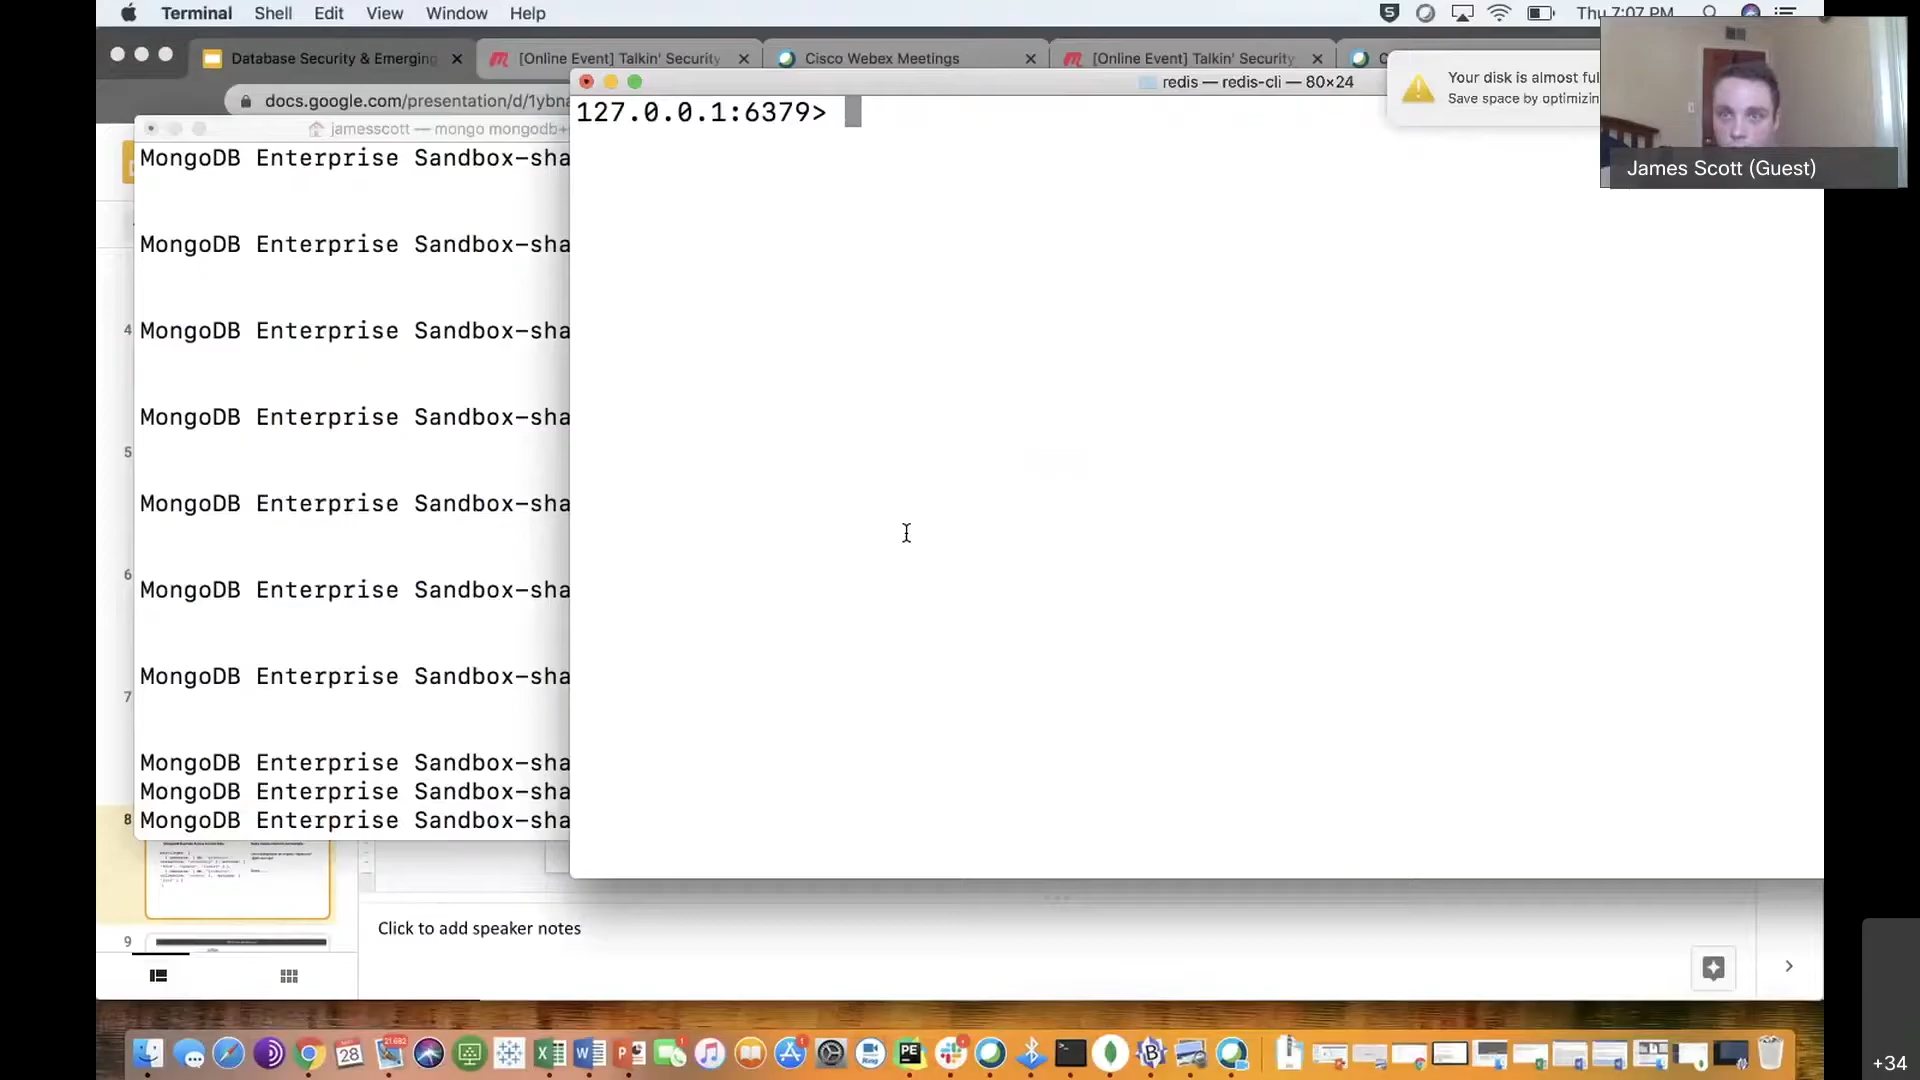 Terminal Shell Edit View Window Help
Thu 7:07 PM
Database Security & Emerging
[Online Event] Talkin' Security
Cisco Webex Meetings
[Online Event] Talkin' Security
docs.google.com/presentation/d/1ybna
redis — redis-cli — 80×24
Your disk is almost ful
Save space by optimizin
James Scott (Guest)
127.0.0.1:6379>
jamesscott — mongo mongodb+
MongoDB Enterprise Sandbox-sha
MongoDB Enterprise Sandbox-sha
4
MongoDB Enterprise Sandbox-sha
MongoDB Enterprise Sandbox-sha
5
MongoDB Enterprise Sandbox-sha
6
MongoDB Enterprise Sandbox-sha
MongoDB Enterprise Sandbox-sha
7
MongoDB Enterprise Sandbox-sha
MongoDB Enterprise Sandbox-sha
8
MongoDB Enterprise Sandbox-sha
Click to add speaker notes
9
28
21,692
PE
+34